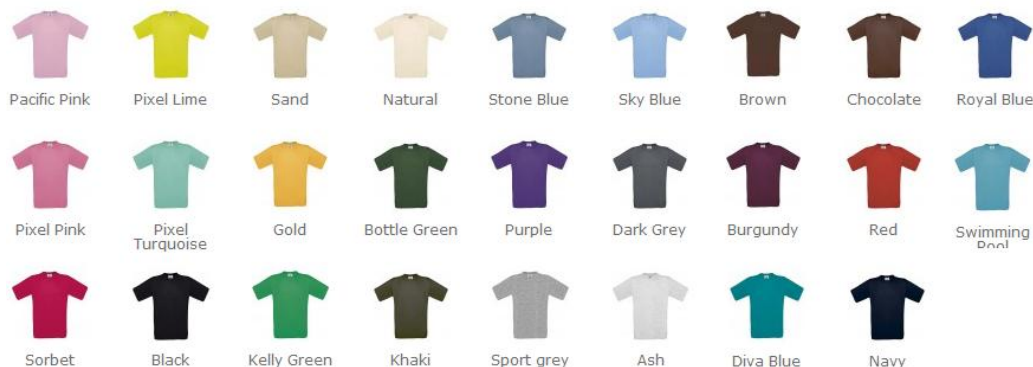 Pacific Pink Pixel Lime Sand Natural Stone Blue Sky Blue Brown Chocolate Royal Blue
Pixel Pink Pixel Gold Bottle Green Purple Dark Grey Burgundy Red Swimming
Turquoise Pool
Sorbet Black Kelly Green Khaki Sport grey Ash Diva Blue Navy